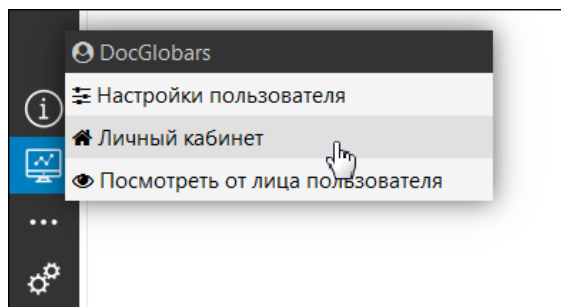 DocGlobars
Настройки пользователя
Личный кабинет
Посмотреть от лица пользователя